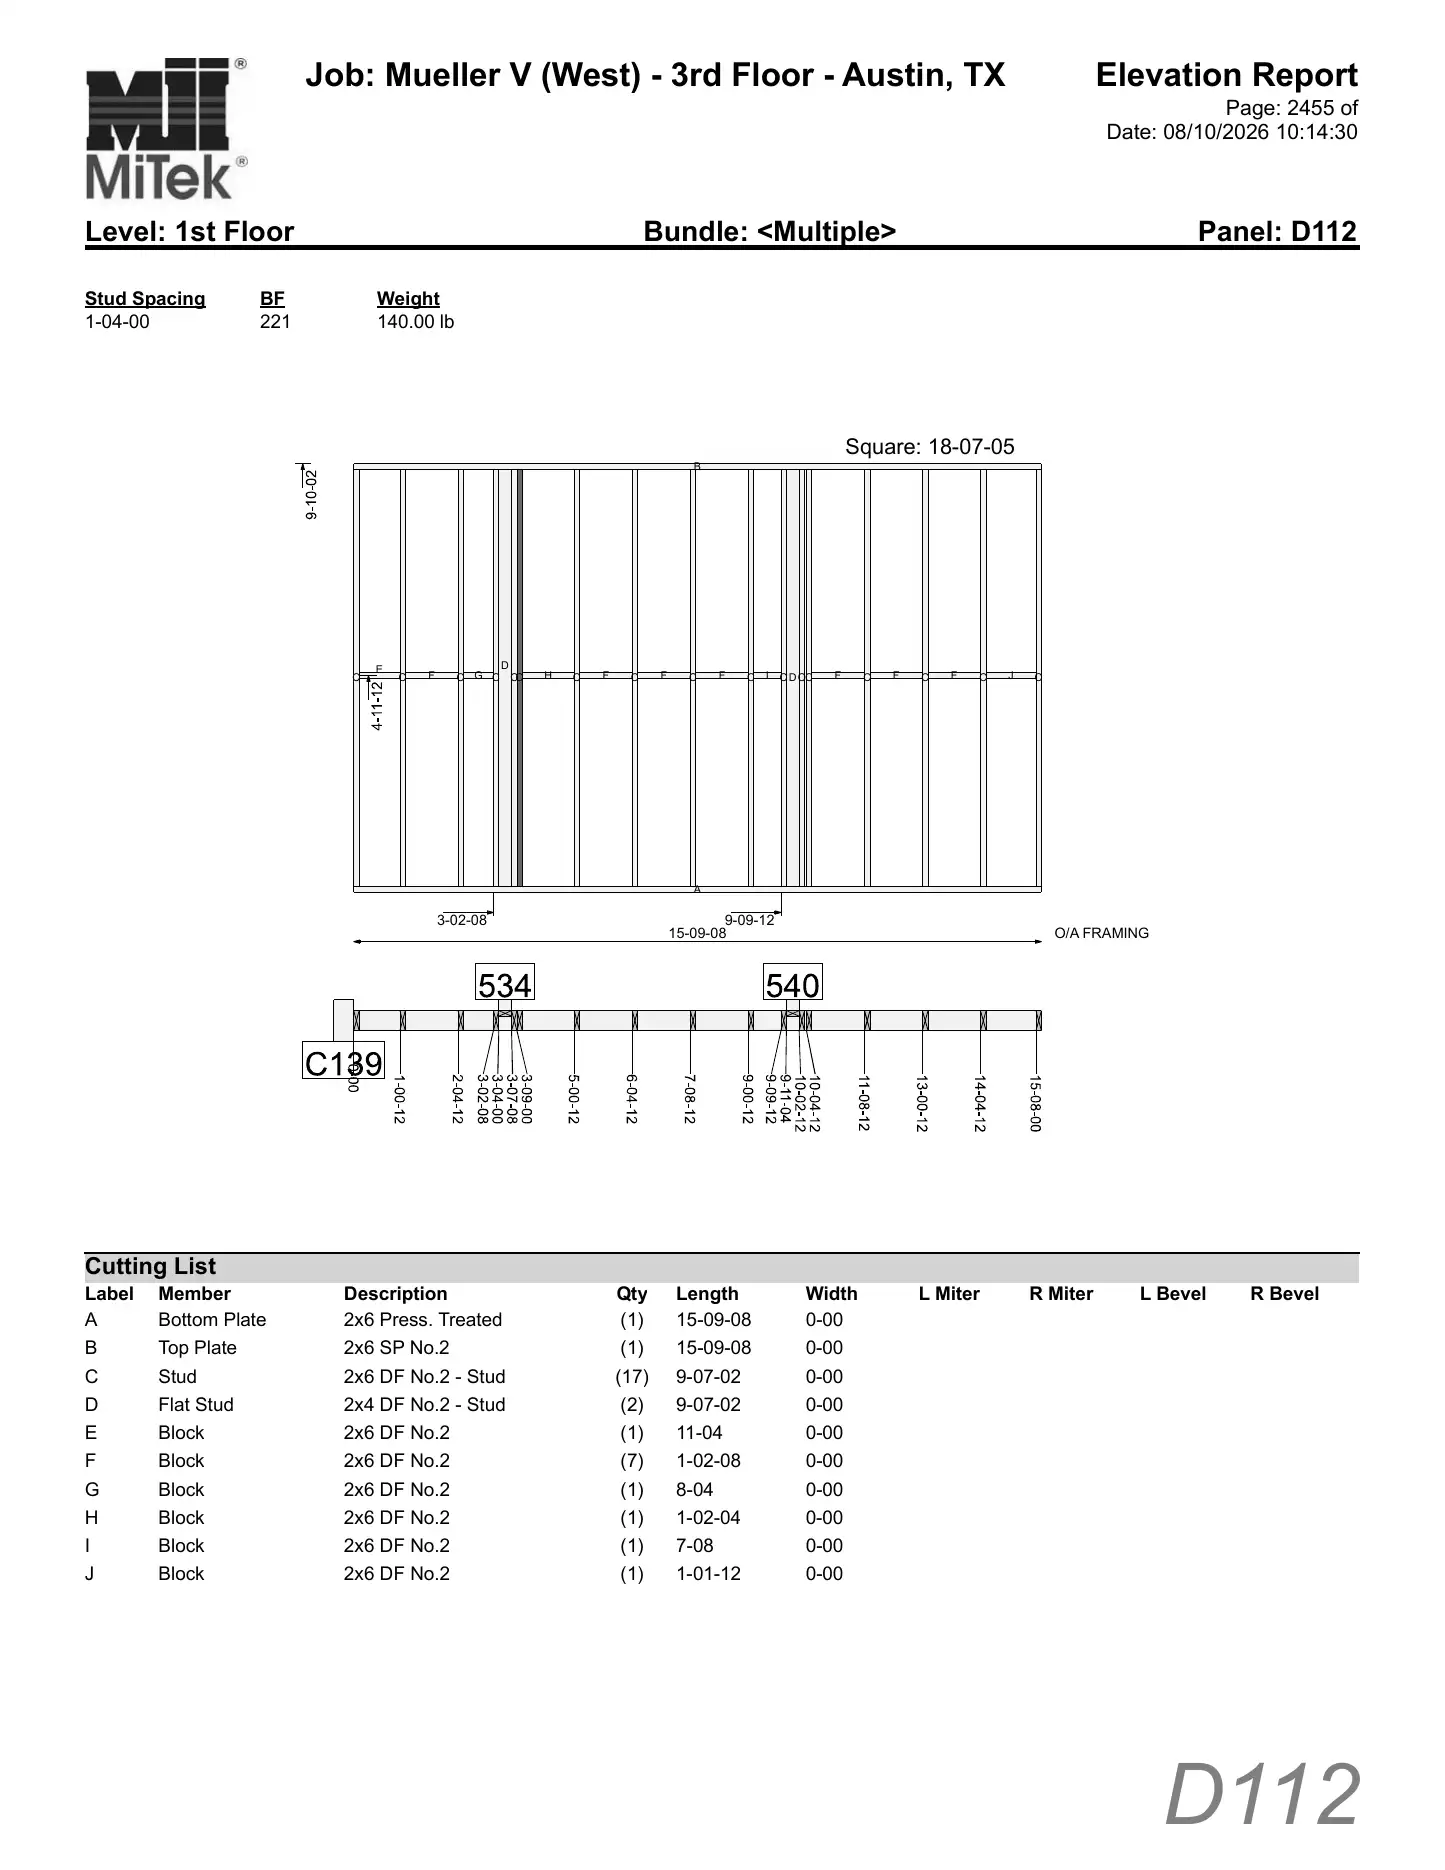 Job: Mueller V (West) - 3rd Floor - Austin, TX
Elevation Report
Page: 2455 of
Date: 08/10/2026 10:14:30
MiTek®
Level: 1st Floor
Bundle: <Multiple>
Panel: D112
Stud Spacing BF Weight
1-04-00 221 140.00 lb
Square: 18-07-05
B
9-10-02
F F G D H F F F I D F F F J
4-11-12
A
3-02-08 9-09-12
15-09-08
O/A FRAMING
534 540
C139
1-00-12 2-04-12 3-02-08 3-04-00 3-07-08 3-09-00 5-00-12 6-04-12 7-08-12 9-00-12 9-09-12 9-11-04 10-02-12 10-04-12 11-08-12 13-00-12 14-04-12 15-08-00
Cutting List
Label Member Description Qty Length Width L Miter R Miter L Bevel R Bevel
A Bottom Plate 2x6 Press. Treated (1) 15-09-08 0-00
B Top Plate 2x6 SP No.2 (1) 15-09-08 0-00
C Stud 2x6 DF No.2 - Stud (17) 9-07-02 0-00
D Flat Stud 2x4 DF No.2 - Stud (2) 9-07-02 0-00
E Block 2x6 DF No.2 (1) 11-04 0-00
F Block 2x6 DF No.2 (7) 1-02-08 0-00
G Block 2x6 DF No.2 (1) 8-04 0-00
H Block 2x6 DF No.2 (1) 1-02-04 0-00
I Block 2x6 DF No.2 (1) 7-08 0-00
J Block 2x6 DF No.2 (1) 1-01-12 0-00
D112